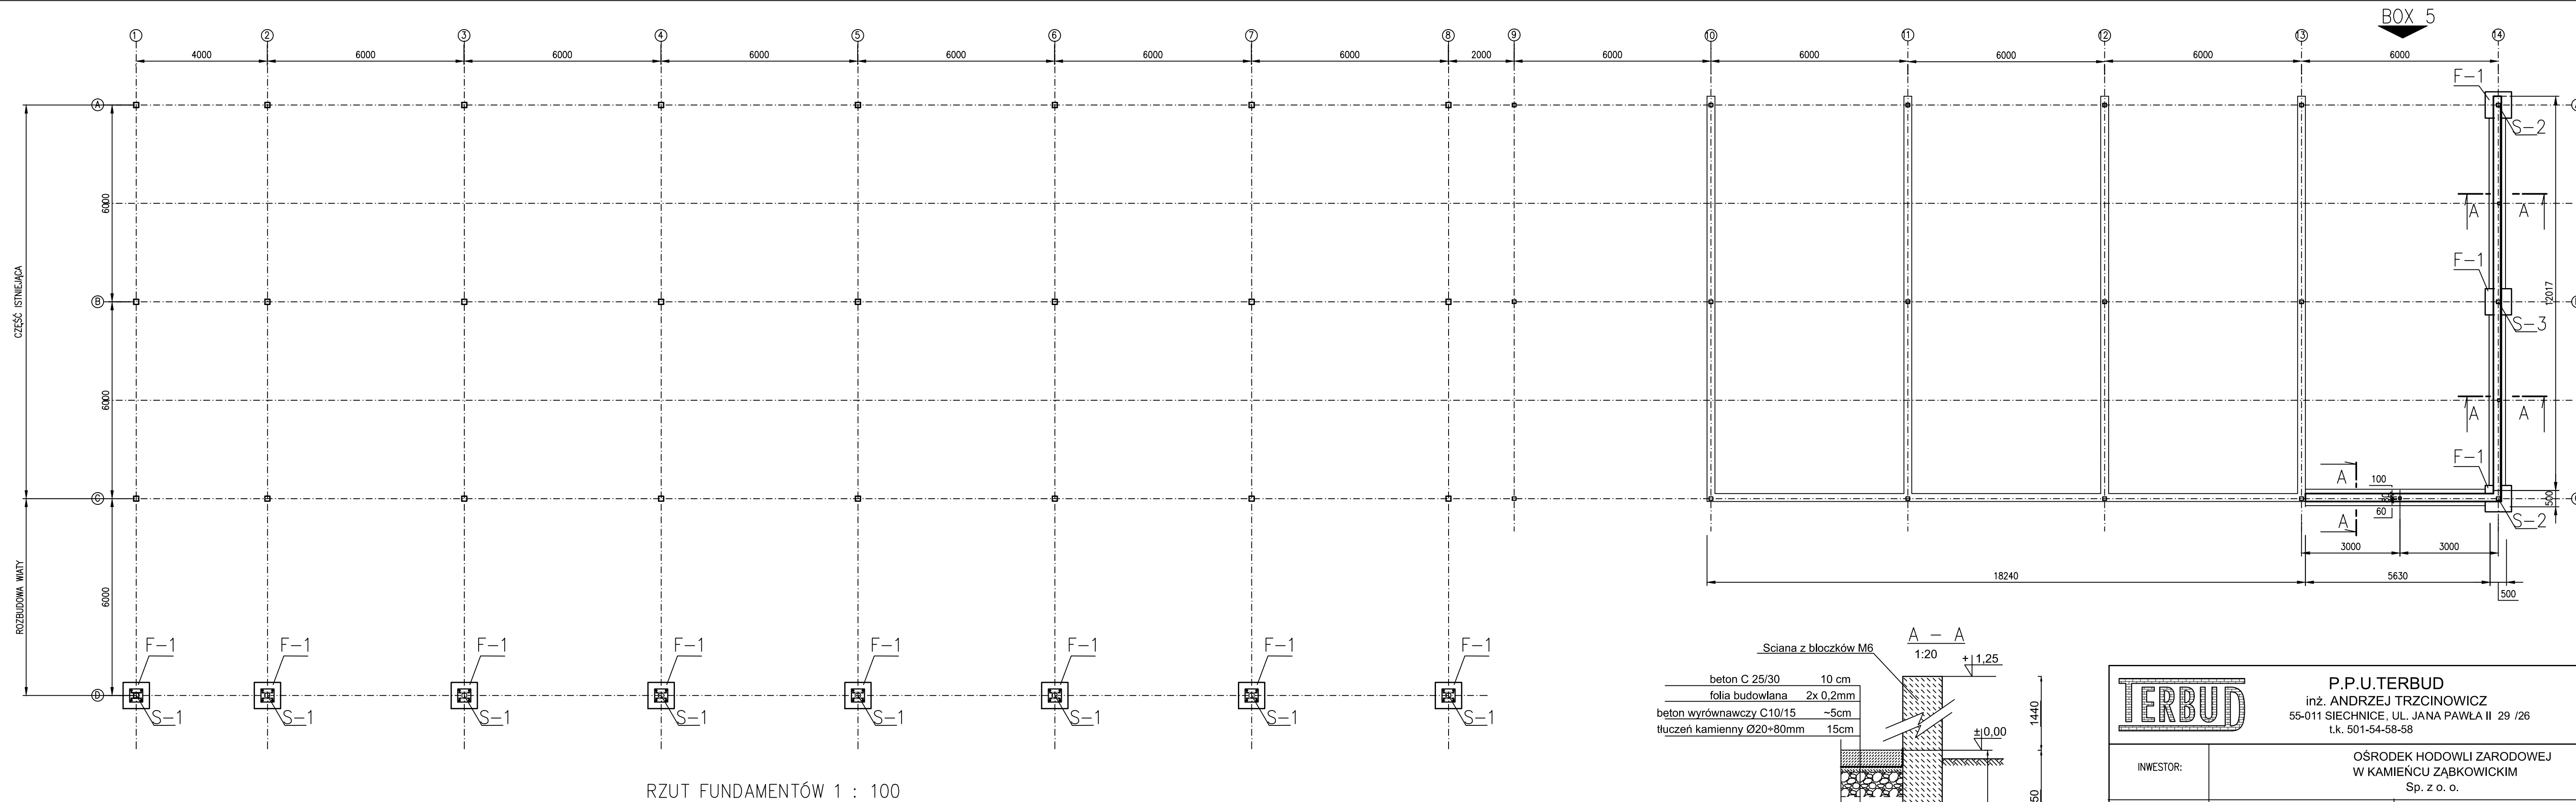 BOX 5
1 2 3 4 5 6 7 8 9 10 11 12 13 14
4000 6000 6000 6000 6000 6000 6000 2000 6000 6000 6000 6000 6000
F-1
A
S-2
6000
A A
CZĘŚĆ ISTNIEJĄCA
F-1
B
12017
S-3
6000
A A
F-1
A 100
C
500
60
A
S-2
3000 3000
ROZBUDOWA WIATY
6000
18240 5630
500
F-1 F-1 F-1 F-1 F-1 F-1 F-1 F-1
D
S-1 S-1 S-1 S-1 S-1 S-1 S-1 S-1
RZUT FUNDAMENTÓW 1 : 100
A - A
1:20
Sciana z bloczków M6
+ 1,25
beton C 25/30 10 cm
folia budowlana 2x 0,2mm
beton wyrównawczy C10/15 ~5cm
tłuczeń kamienny Ø20÷80mm 15cm
1440
±0,00
TERBUD
P.P.U.TERBUD
inż. ANDRZEJ TRZCINOWICZ
55-011 SIECHNICE, UL. JANA PAWŁA II 29 /26
t.k. 501-54-58-58
INWESTOR:
OŚRODEK HODOWLI ZARODOWEJ
W KAMIEŃCU ZĄBKOWICKIM
Sp. z o. o.